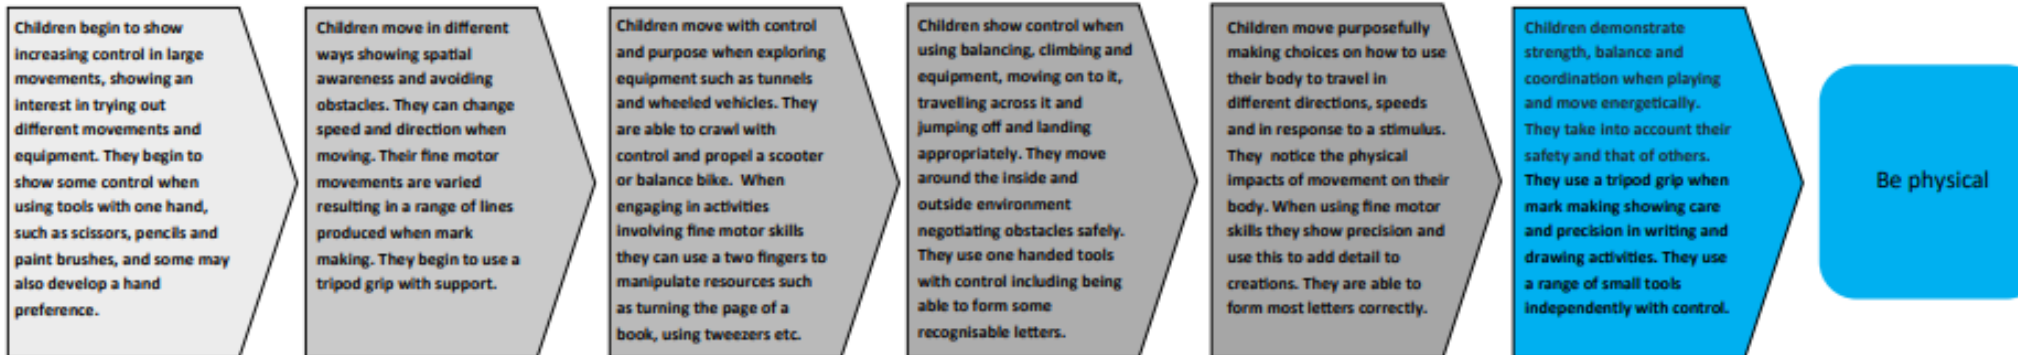 Children begin to show
increasing control in large
movements, showing an
interest in trying out
different movements and
equipment. They begin to
show some control when
using tools with one hand,
such as scissors, pencils and
paint brushes, and some may
also develop a hand
preference.
Children move in different
ways showing spatial
awareness and avoiding
obstacles. They can change
speed and direction when
moving. Their fine motor
movements are varied
resulting in a range of lines
produced when mark
making. They begin to use a
tripod grip with support.
Children move with control
and purpose when exploring
equipment such as tunnels
and wheeled vehicles. They
are able to crawl with
control and propel a scooter
or balance bike. When
engaging in activities
involving fine motor skills
they can use a two fingers to
manipulate resources such
as turning the page of a
book, using tweezers etc.
Children show control when
using balancing, climbing and
equipment, moving on to it,
travelling across it and
jumping off and landing
appropriately. They move
around the inside and
outside environment
negotiating obstacles safely.
They use one handed tools
with control including being
able to form some
recognisable letters.
Children move purposefully
making choices on how to use
their body to travel in
different directions, speeds
and in response to a stimulus.
They notice the physical
impacts of movement on their
body. When using fine motor
skills they show precision and
use this to add detail to
creations. They are able to
form most letters correctly.
Children demonstrate
strength, balance and
coordination when playing
and move energetically.
They take into account their
safety and that of others.
They use a tripod grip when
mark making showing care
and precision in writing and
drawing activities. They use
a range of small tools
independently with control.
Be physical